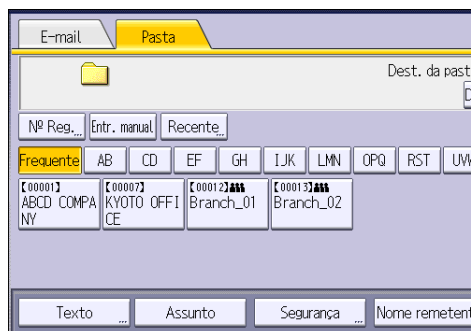 E-mail Pasta
Dest. da past
D
Nº Reg. Entr. manual Recente
Frequente AB CD EF GH IJK LMN OPQ RST UVW
【00001】 【00007】 【00012】 【00013】
ABCD COMPA KYOTO OFFI Branch_01 Branch_02
NY CE
Texto Assunto Segurança Nome remetent